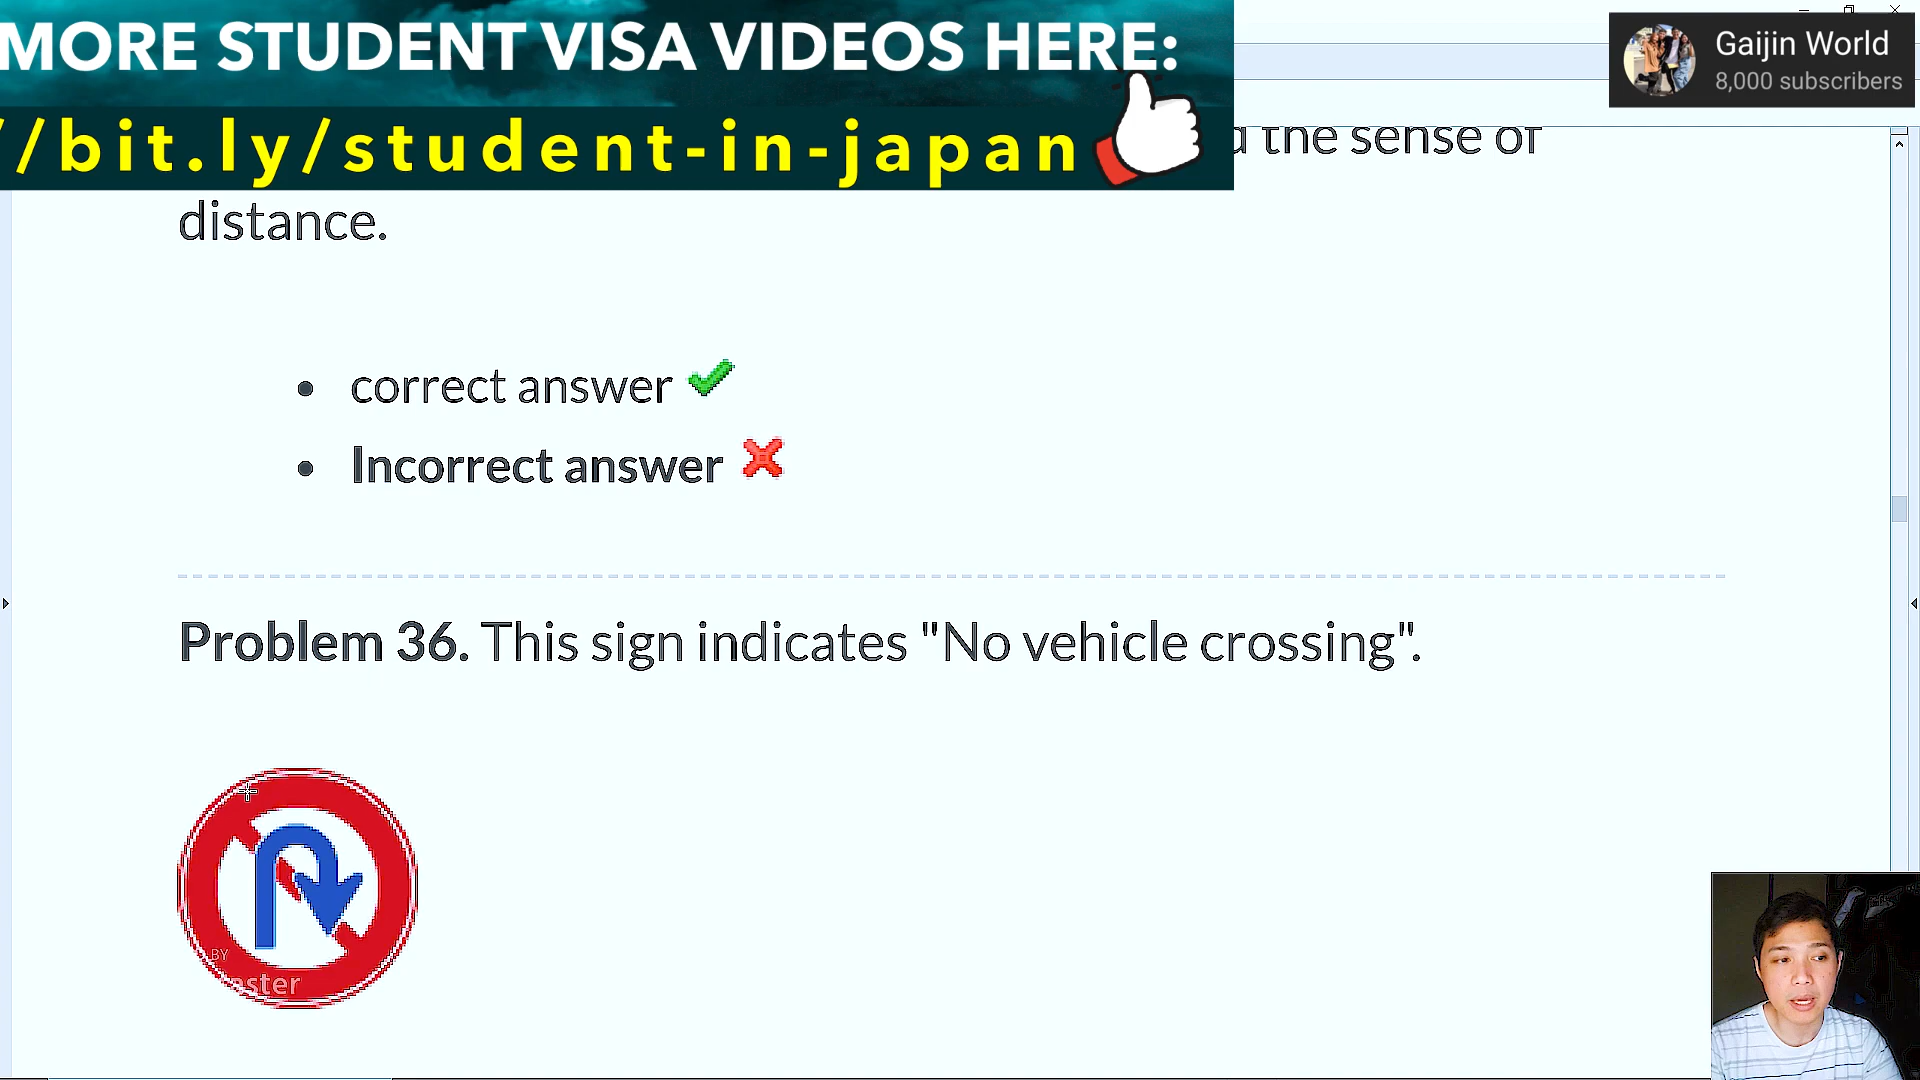 MORE STUDENT VISA VIDEOS HERE:
//bit.ly/student-in-japan
Gaijin World
8,000 subscribers
the sense of
distance.
correct answer
Incorrect answer
Problem 36. This sign indicates "No vehicle crossing".
BY